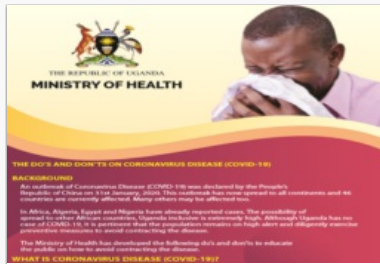 THE REPUBLIC OF UGANDA
MINISTRY OF HEALTH
THE DO'S AND DON'TS ON CORONAVIRUS DISEASE (COVID-19)
BACKGROUND
An outbreak of Coronavirus Disease (COVID-19) was declared by the People's
Republic of China on 31st January, 2020. This outbreak has now spread to all continents and 46
countries are currently affected. Many others may be affected too.
In Africa, Algeria, Egypt and Nigeria have already reported cases. The possibility of
spread to other African countries, Uganda inclusive is extremely high. Although Uganda has no
case of COVID-19, it is pertinent that the population remains on high alert and diligently exercise
preventive measures to avoid contracting the disease.
The Ministry of Health has developed the following do's and don'ts to educate
the public on how to avoid contracting the disease.
WHAT IS CORONAVIRUS DISEASE (COVID-19)?